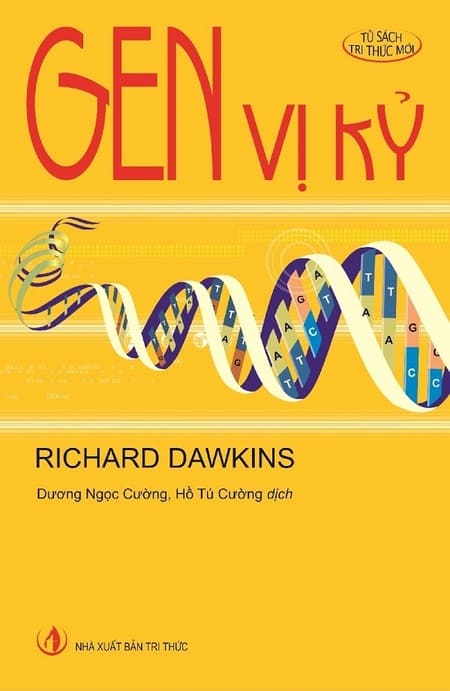 TỦ SÁCH
TRI THỨC MỚI
GEN VỊ KỶ
RICHARD DAWKINS
Dương Ngọc Cường, Hồ Tú Cường dịch
NHÀ XUẤT BẢN TRI THỨC